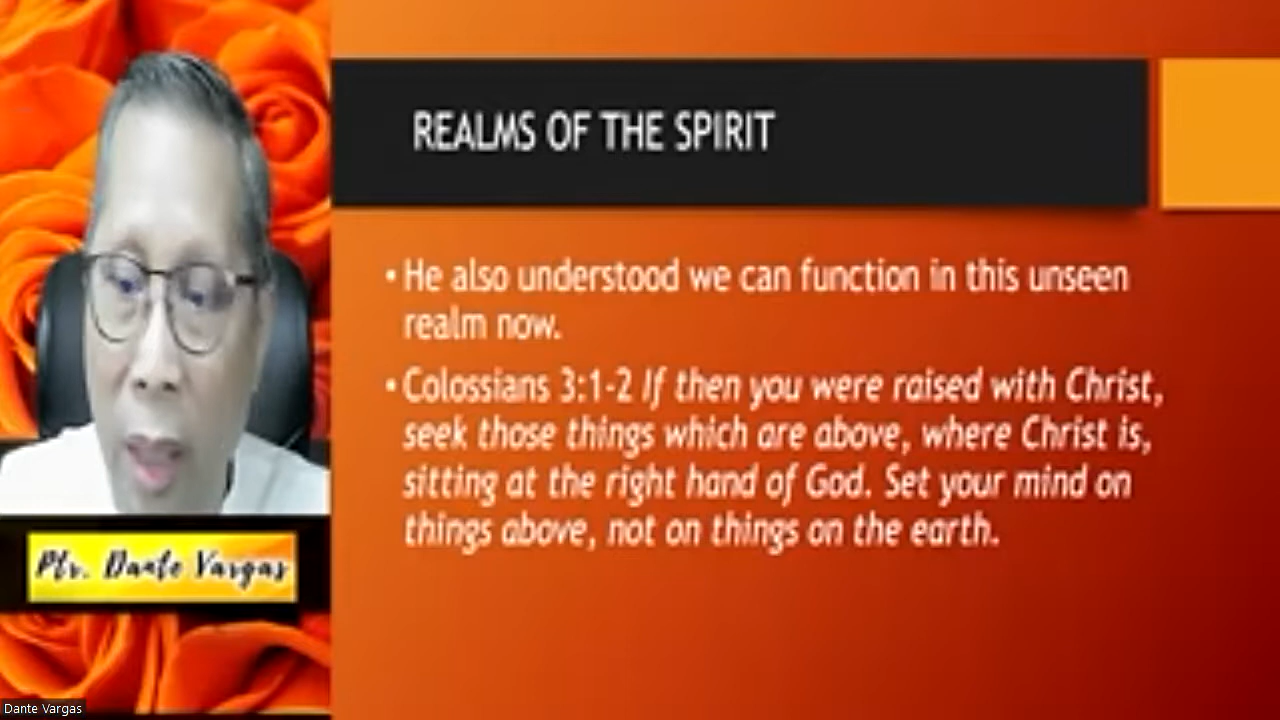 REALMS OF THE SPIRIT
• He also understood we can function in this unseen
realm now.
• Colossians 3:1-2 If then you were raised with Christ,
seek those things which are above, where Christ is,
sitting at the right hand of God. Set your mind on
things above, not on things on the earth.
Ptr. Dante Vargas
Dante Vargas